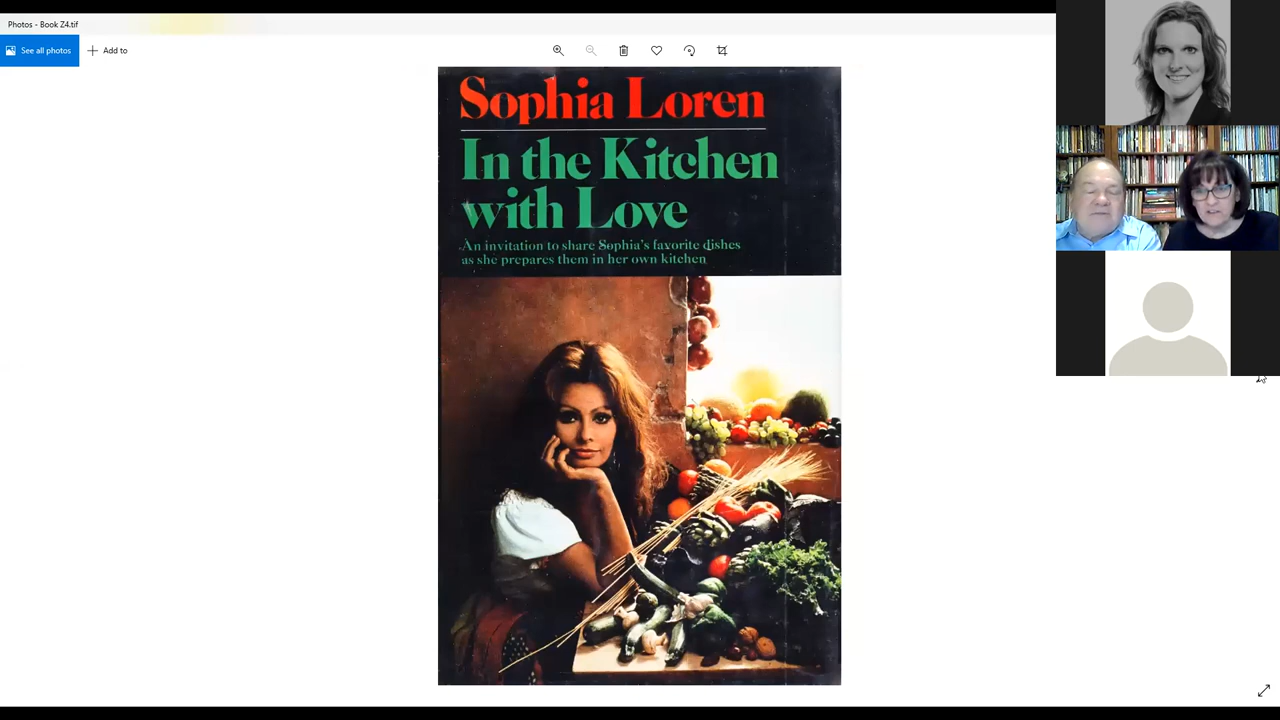 Photos - Book Z4.tif
See all photos
Add to
Sophia Loren
In the Kitchen
with Love
An invitation to share Sophia's favorite dishes
as she prepares them in her own kitchen